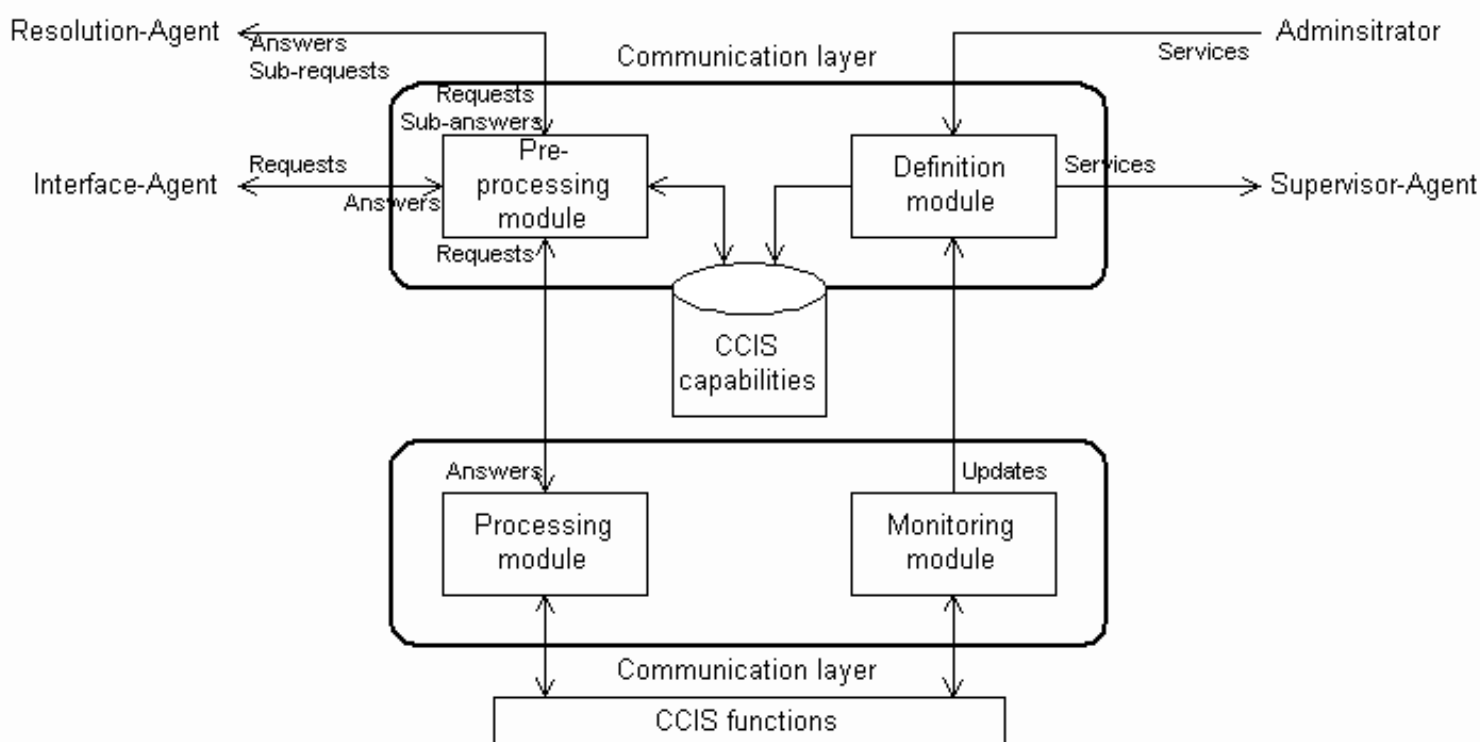 Resolution-Agent
Answers
Sub-requests
Communication layer
Services
Adminsitrator
Requests
Sub-answers
Pre-
processing
module
Interface-Agent
Requests
Answers
Definition
module
Services
Supervisor-Agent
Requests
CCIS
capabilities
Answers
Processing
module
Updates
Monitoring
module
Communication layer
CCIS functions